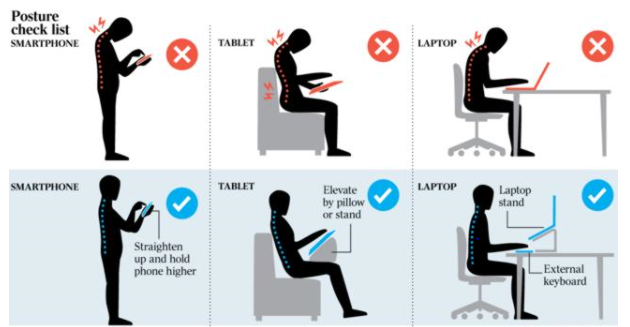 Posture
check list
SMARTPHONE
TABLET
LAPTOP
SMARTPHONE
Straighten
up and hold
phone higher
TABLET
Elevate
by pillow
or stand
LAPTOP
Laptop
stand
External
keyboard